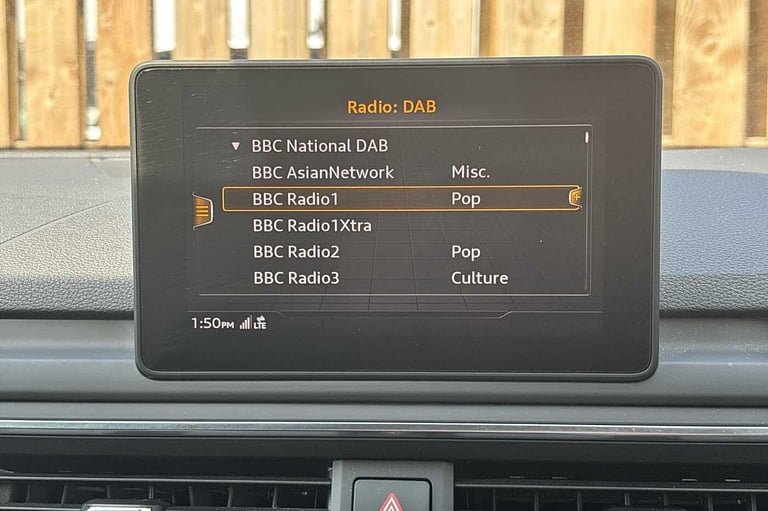 Radio: DAB
▼ BBC National DAB
BBC AsianNetwork Misc.
BBC Radio1 Pop
BBC Radio1Xtra
BBC Radio2 Pop
BBC Radio3 Culture
1:50PM LTE